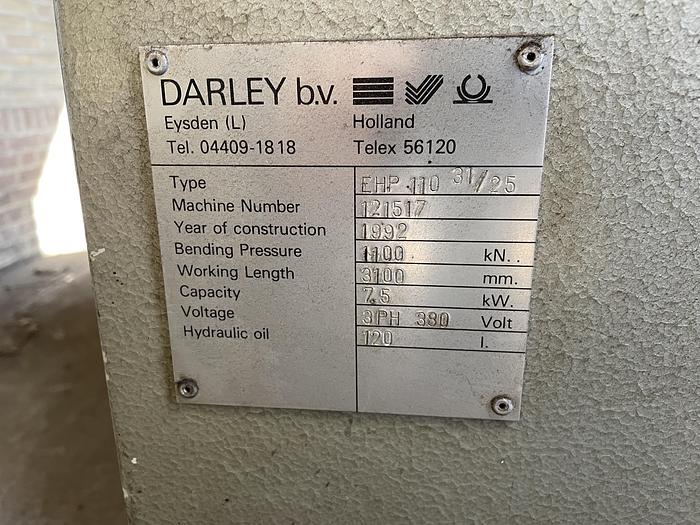 DARLEY b.v.
Eysden (L) Holland
Tel. 04409-1818 Telex 56120
Type EHP 110 31/25
Machine Number 121517
Year of construction 1992
Bending Pressure 1100 kN.
Working Length 3100 mm.
Capacity 7.5 kW.
Voltage 3PH 380 Volt
Hydraulic oil 120 l.